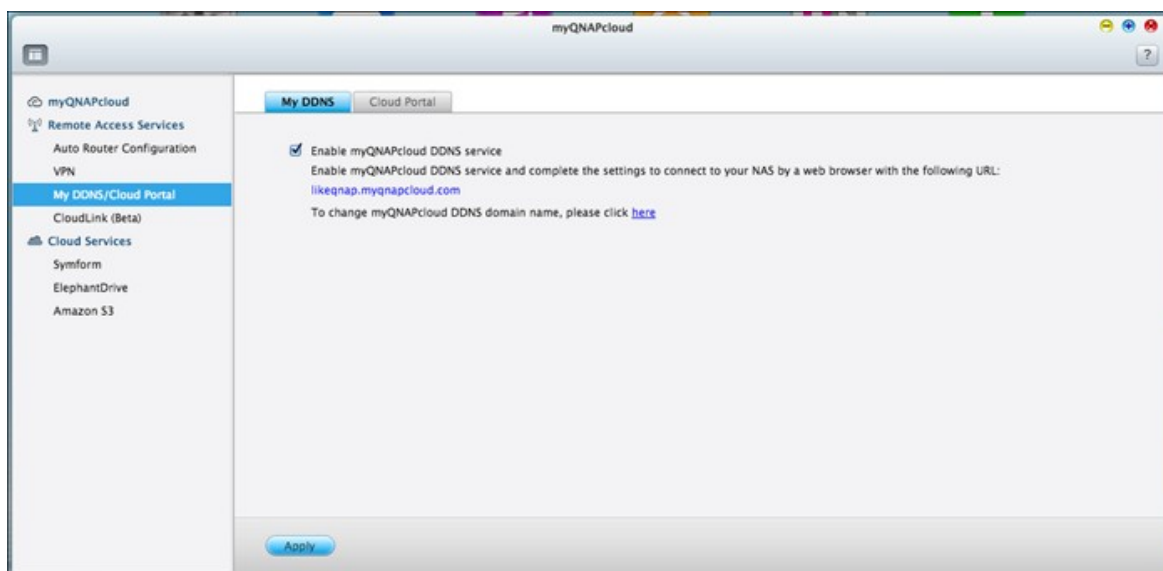 myQNAPcloud
?
myQNAPcloud
Remote Access Services
Auto Router Configuration
VPN
My DDNS/Cloud Portal
CloudLink (Beta)
Cloud Services
Symform
ElephantDrive
Amazon S3
My DDNS
Cloud Portal
Enable myQNAPcloud DDNS service
Enable myQNAPcloud DDNS service and complete the settings to connect to your NAS by a web browser with the following URL:
likeqnap.myqnapcloud.com
To change myQNAPcloud DDNS domain name, please click here
Apply